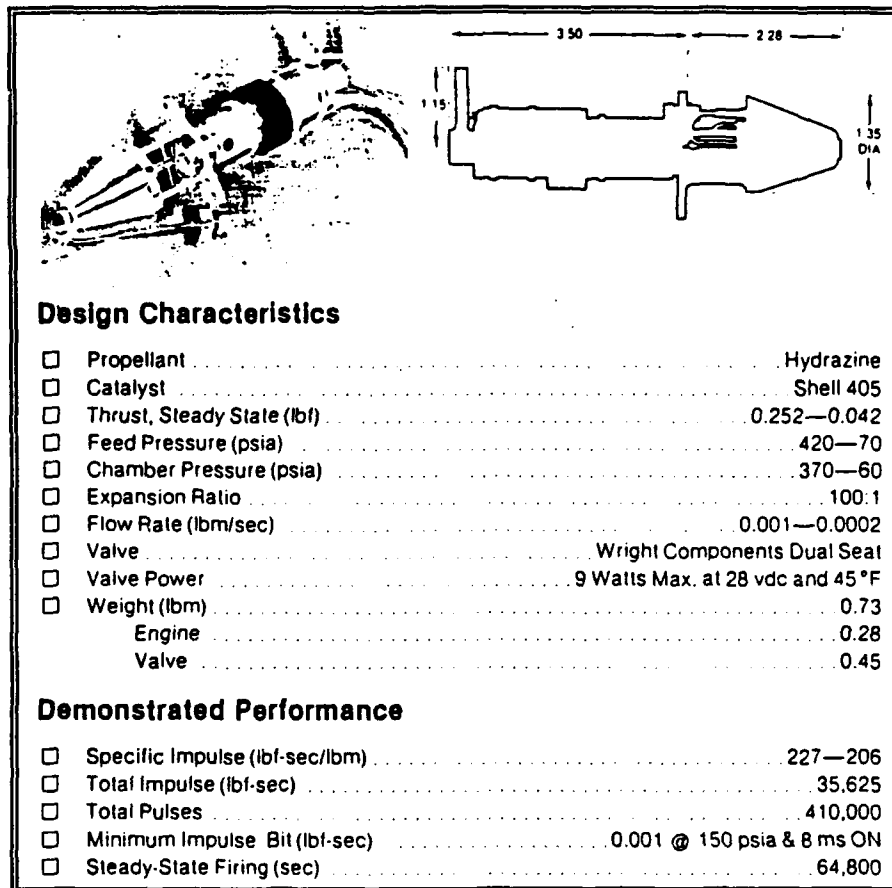 3.50
2.28
1.15
1.35
DIA
Design Characteristics
Propellant Hydrazine
Catalyst Shell 405
Thrust, Steady State (lbf) 0.252—0.042
Feed Pressure (psia) 420—70
Chamber Pressure (psia) 370—60
Expansion Ratio 100:1
Flow Rate (lbm/sec) 0.001—0.0002
Valve Wright Components Dual Seat
Valve Power 9 Watts Max. at 28 vdc and 45°F
Weight (lbm) 0.73
Engine 0.28
Valve 0.45
Demonstrated Performance
Specific Impulse (lbf-sec/lbm) 227—206
Total Impulse (lbf-sec) 35,625
Total Pulses 410,000
Minimum Impulse Bit (lbf-sec) 0.001 @ 150 psia & 8 ms ON
Steady-State Firing (sec) 64,800